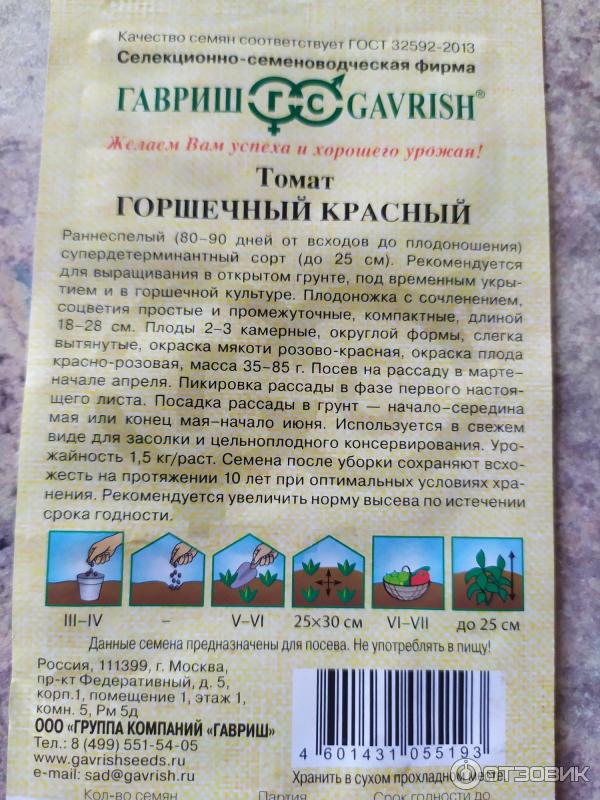 Качество семян соответствует ГОСТ 32592-2013
Селекционно-семеноводческая фирма
ГАВРИШ Г-С GAVRISH®
Желаем Вам успеха и хорошего урожая!
Томат
ГОРШЕЧНЫЙ КРАСНЫЙ
Раннеспелый (80–90 дней от всходов до плодоношения)
супердетерминантный сорт (до 25 см). Рекомендуется
для выращивания в открытом грунте, под временным укры-
тием и в горшечной культуре. Плодоножка с сочленением,
соцветия простые и промежуточные, компактные, длиной
18–28 см. Плоды 2–3 камерные, округлой формы, слегка
вытянутые, окраска мякоти розово-красная, окраска плода
красно-розовая, масса 35–85 г. Посев на рассаду в марте-
начале апреля. Пикировка рассады в фазе первого настоя-
щего листа. Посадка рассады в грунт — начало–середина
мая или конец мая–начало июня. Используется в свежем
виде для засолки и цельноплодного консервирования. Уро-
жайность 1,5 кг/раст. Семена после уборки сохраняют всхо-
жесть на протяжении 10 лет при оптимальных условиях хра-
нения. Рекомендуется увеличить норму высева по истечении
срока годности.
III–IV – V–VI 25×30 см VI–VII до 25 см
Данные семена предназначены для посева. Не употреблять в пищу!
Россия, 111399, г. Москва,
пр-кт Федеративный, д. 5,
корп.1, помещение 1, этаж 1,
комн. 5, Рм 5д
ООО «ГРУППА КОМПАНИЙ «ГАВРИШ»
Тел.: 8 (499) 551-54-05
www.gavrishseeds.ru
e-mail: sad@gavrish.ru
4 601431 055193
Хранить в сухом прохладном месте
Кол-во семян Партия Срок годности до
ОТЗОВИК